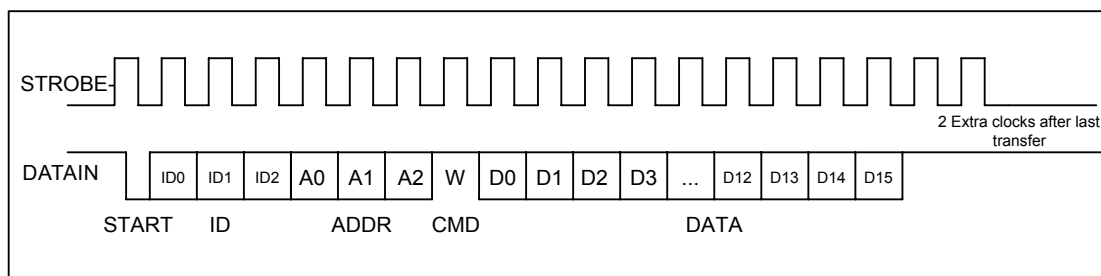 STROBE-
2 Extra clocks after last
transfer
DATAIN ID0 ID1 ID2 A0 A1 A2 W D0 D1 D2 D3 ... D12 D13 D14 D15
START ID ADDR CMD DATA